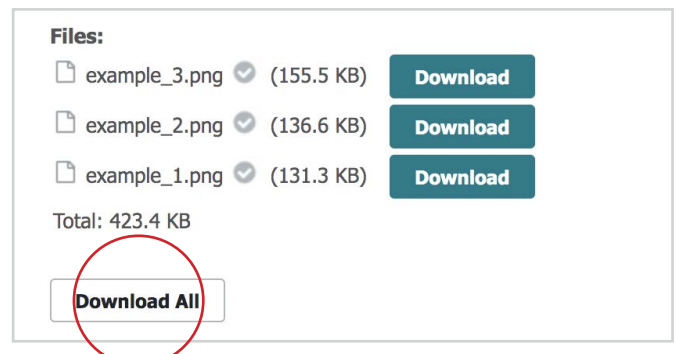 Files:
example_3.png (155.5 KB) Download
example_2.png (136.6 KB) Download
example_1.png (131.3 KB) Download
Total: 423.4 KB
Download All